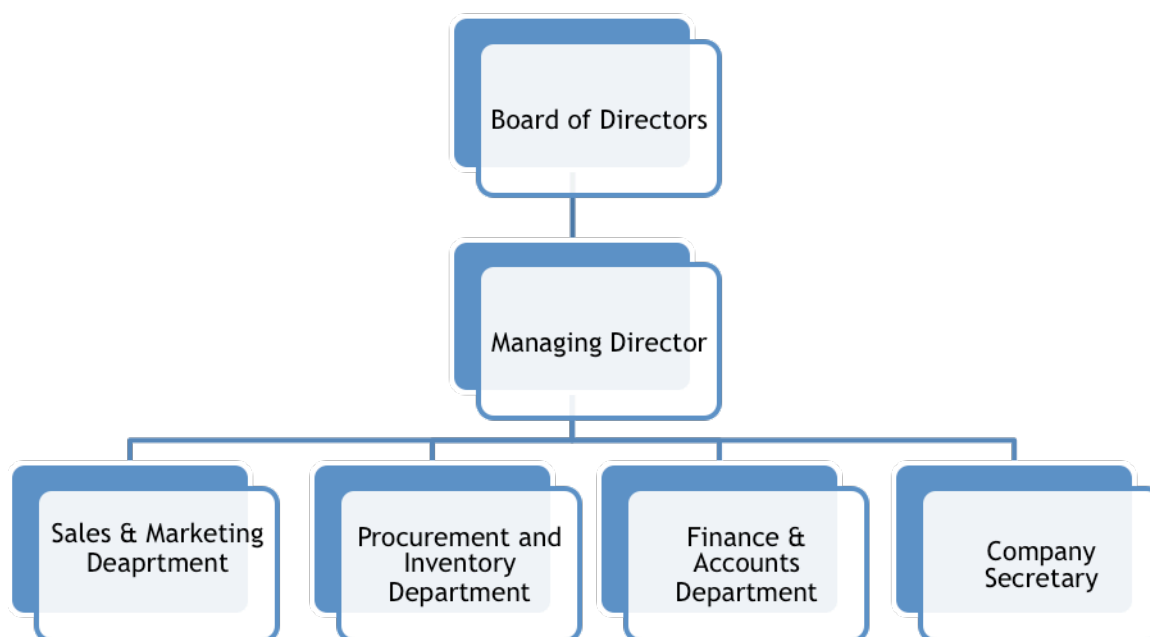 Board of Directors
Managing Director
Sales & Marketing
Deaprtment
Procurement and
Inventory
Department
Finance &
Accounts
Department
Company
Secretary